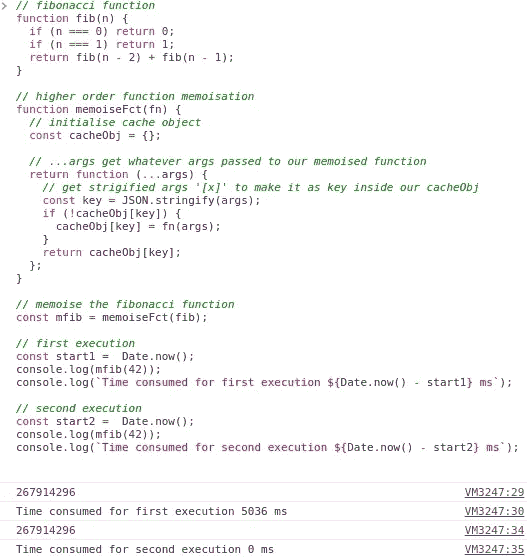 // fibonacci function
function fib(n) {
  if (n === 0) return 0;
  if (n === 1) return 1;
  return fib(n - 2) + fib(n - 1);
}

// higher order function memoisation
function memoiseFct(fn) {
  // initialise cache object
  const cacheObj = {};

  // ...args get whatever args passed to our memoised function
  return function (...args) {
    // get strigified args '[x]' to make it as key inside our cacheObj
    const key = JSON.stringify(args);
    if (!cacheObj[key]) {
      cacheObj[key] = fn(args);
    }
    return cacheObj[key];
  };
}

// memoise the fibonacci function
const mfib = memoiseFct(fib);

// first execution
const start1 =  Date.now();
console.log(mfib(42));
console.log(`Time consumed for first execution ${Date.now() - start1} ms`);

// second execution
const start2 =  Date.now();
console.log(mfib(42));
console.log(`Time consumed for second execution ${Date.now() - start2} ms`);

267914296 VM3247:29
Time consumed for first execution 5036 ms VM3247:30
267914296 VM3247:34
Time consumed for second execution 0 ms VM3247:35